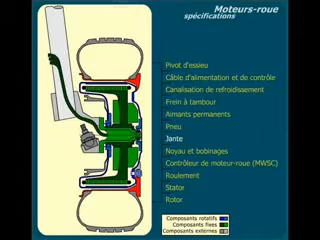 Moteurs-roue
spécifications
Pivot d'essieu
Câble d'alimentation et de contrôle
Canalisation de refroidissement
Frein à tambour
Aimants permanents
Pneu
Jante
Noyau et bobinages
Contrôleur de moteur-roue (MWSC)
Roulement
Stator
Rotor
Composants rotatifs
Composants fixes
Composants externes